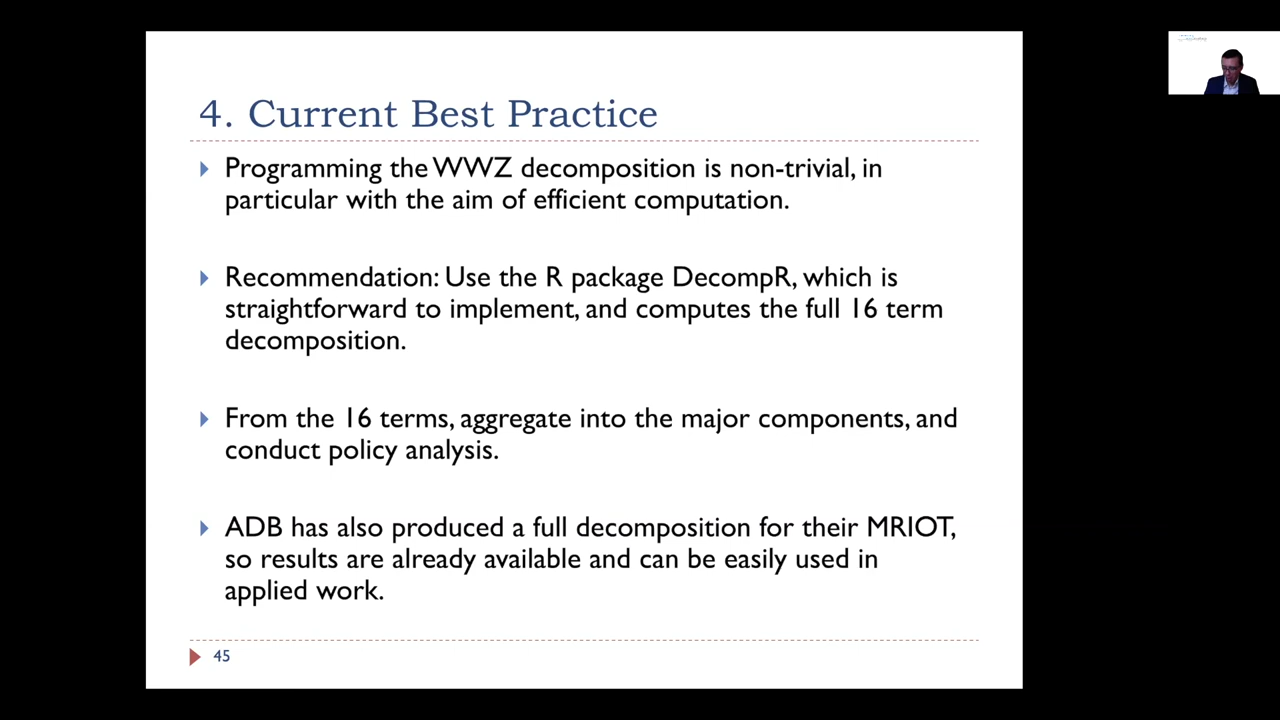 4. Current Best Practice
Programming the WWZ decomposition is non-trivial, in
particular with the aim of efficient computation.
Recommendation: Use the R package DecompR, which is
straightforward to implement, and computes the full 16 term
decomposition.
From the 16 terms, aggregate into the major components, and
conduct policy analysis.
ADB has also produced a full decomposition for their MRIOT,
so results are already available and can be easily used in
applied work.
45